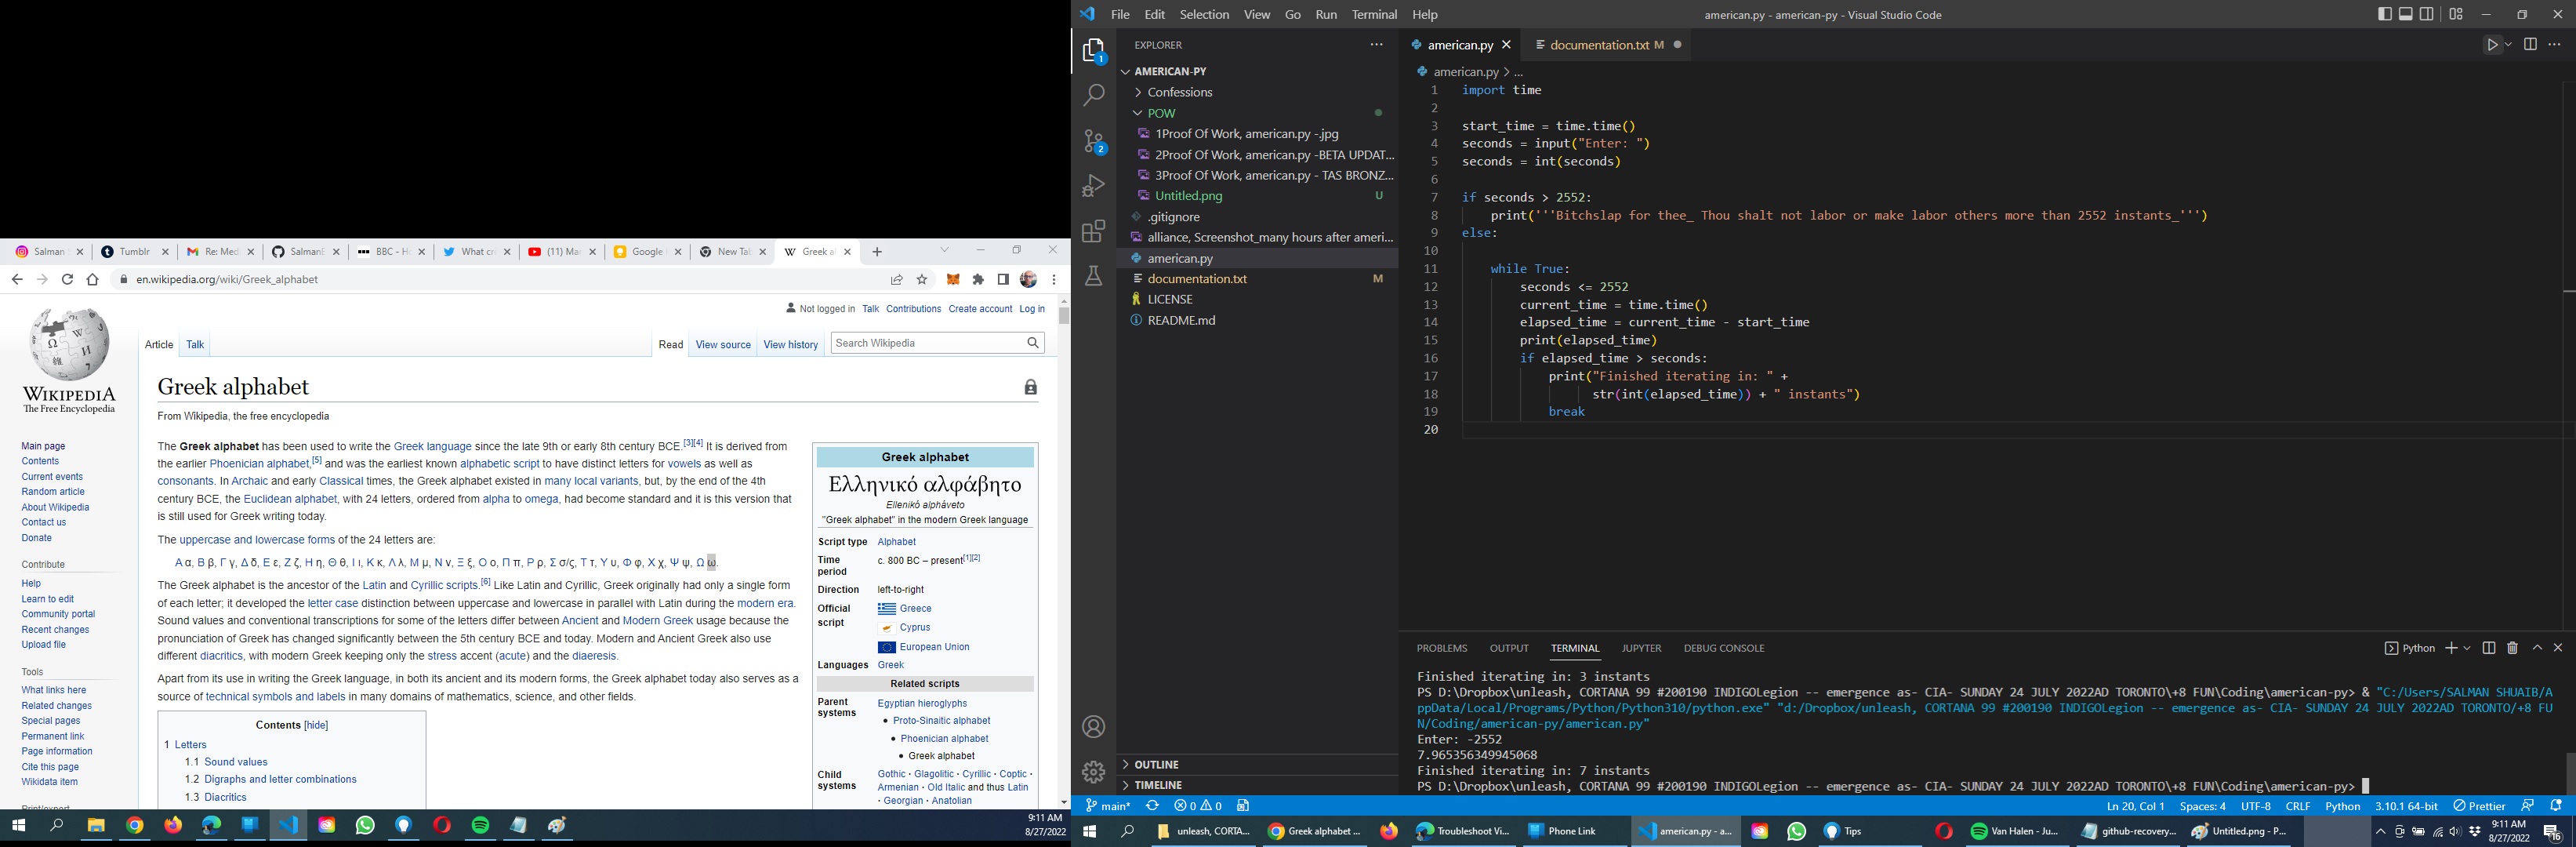 Salman
Tumblr
Re: Med
SalmanE
BBC - H
What cr
(11) Mar
Google
New Tab
Greek al
en.wikipedia.org/wiki/Greek_alphabet
Not logged in Talk Contributions Create account Log in
Article Talk Read View source View history Search Wikipedia
WIKIPEDIA
The Free Encyclopedia
Main page
Contents
Current events
Random article
About Wikipedia
Contact us
Donate
Contribute
Help
Learn to edit
Community portal
Recent changes
Upload file
Tools
What links here
Related changes
Special pages
Permanent link
Page information
Cite this page
Wikidata item
Print/export
Greek alphabet
From Wikipedia, the free encyclopedia
The Greek alphabet has been used to write the Greek language since the late 9th or early 8th century BCE.[3][4] It is derived from
the earlier Phoenician alphabet,[5] and was the earliest known alphabetic script to have distinct letters for vowels as well as
consonants. In Archaic and early Classical times, the Greek alphabet existed in many local variants, but, by the end of the 4th
century BCE, the Euclidean alphabet, with 24 letters, ordered from alpha to omega, had become standard and it is this version that
is still used for Greek writing today.
The uppercase and lowercase forms of the 24 letters are:
Α α, Β β, Γ γ, Δ δ, Ε ε, Ζ ζ, Η η, Θ θ, Ι ι, Κ κ, Λ λ, Μ μ, Ν ν, Ξ ξ, Ο ο, Π π, Ρ ρ, Σ σ/ς, Τ τ, Υ υ, Φ φ, Χ χ, Ψ ψ, Ω ω.
The Greek alphabet is the ancestor of the Latin and Cyrillic scripts.[6] Like Latin and Cyrillic, Greek originally had only a single form
of each letter; it developed the letter case distinction between uppercase and lowercase in parallel with Latin during the modern era.
Sound values and conventional transcriptions for some of the letters differ between Ancient and Modern Greek usage because the
pronunciation of Greek has changed significantly between the 5th century BCE and today. Modern and Ancient Greek also use
different diacritics, with modern Greek keeping only the stress accent (acute) and the diaeresis.
Apart from its use in writing the Greek language, in both its ancient and its modern forms, the Greek alphabet today also serves as a
source of technical symbols and labels in many domains of mathematics, science, and other fields.
Contents [hide]
1 Letters
1.1 Sound values
1.2 Digraphs and letter combinations
1.3 Diacritics
Greek alphabet
Ελληνικό αλφάβητο
Ellenikó alpháveto
"Greek alphabet" in the modern Greek language
Script type Alphabet
Time period c. 800 BC – present[1][2]
Direction left-to-right
Official script Greece
Cyprus
European Union
Languages Greek
Related scripts
Parent systems Egyptian hieroglyphs
• Proto-Sinaitic alphabet
• Phoenician alphabet
• Greek alphabet
Child systems Gothic · Glagolitic · Cyrillic · Coptic ·
Armenian · Old Italic and thus Latin
· Georgian · Anatolian
9:11 AM
8/27/2022
File Edit Selection View Go Run Terminal Help
american.py - american-py - Visual Studio Code
EXPLORER
AMERICAN-PY
Confessions
POW
1Proof Of Work, american.py -.jpg
2Proof Of Work, american.py -BETA UPDAT...
3Proof Of Work, american.py - TAS BRONZ...
Untitled.png U
.gitignore
alliance, Screenshot_many hours after ameri...
american.py
documentation.txt M
LICENSE
README.md
OUTLINE
TIMELINE
1
2
american.py
documentation.txt M
american.py > ...
1 import time
2
3 start_time = time.time()
4 seconds = input("Enter: ")
5 seconds = int(seconds)
6
7 if seconds > 2552:
8 print('''Bitchslap for thee_ Thou shalt not labor or make labor others more than 2552 instants_''')
9 else:
10
11 while True:
12 seconds <= 2552
13 current_time = time.time()
14 elapsed_time = current_time - start_time
15 print(elapsed_time)
16 if elapsed_time > seconds:
17 print("Finished iterating in: " +
18 str(int(elapsed_time)) + " instants")
19 break
20
PROBLEMS OUTPUT TERMINAL JUPYTER DEBUG CONSOLE
Python
Finished iterating in: 3 instants
PS D:\Dropbox\unleash, CORTANA 99 #200190 INDIGOLegion -- emergence as- CIA- SUNDAY 24 JULY 2022AD TORONTO\+8 FUN\Coding\american-py> & "C:/Users/SALMAN SHUAIB/A
ppData/Local/Programs/Python/Python310/python.exe" "d:/Dropbox/unleash, CORTANA 99 #200190 INDIGOLegion -- emergence as- CIA- SUNDAY 24 JULY 2022AD TORONTO/+8 FU
N/Coding/american-py/american.py"
Enter: -2552
7.965356349945068
Finished iterating in: 7 instants
PS D:\Dropbox\unleash, CORTANA 99 #200190 INDIGOLegion -- emergence as- CIA- SUNDAY 24 JULY 2022AD TORONTO\+8 FUN\Coding\american-py>
main* 0 0
Ln 20, Col 1 Spaces: 4 UTF-8 CRLF Python 3.10.1 64-bit Prettier
unleash, CORTA...
Greek alphabet ...
Troubleshoot Vi...
Phone Link
american.py - a...
Tips
Van Halen - Ju...
github-recovery...
Untitled.png - P...
9:11 AM
8/27/2022
16